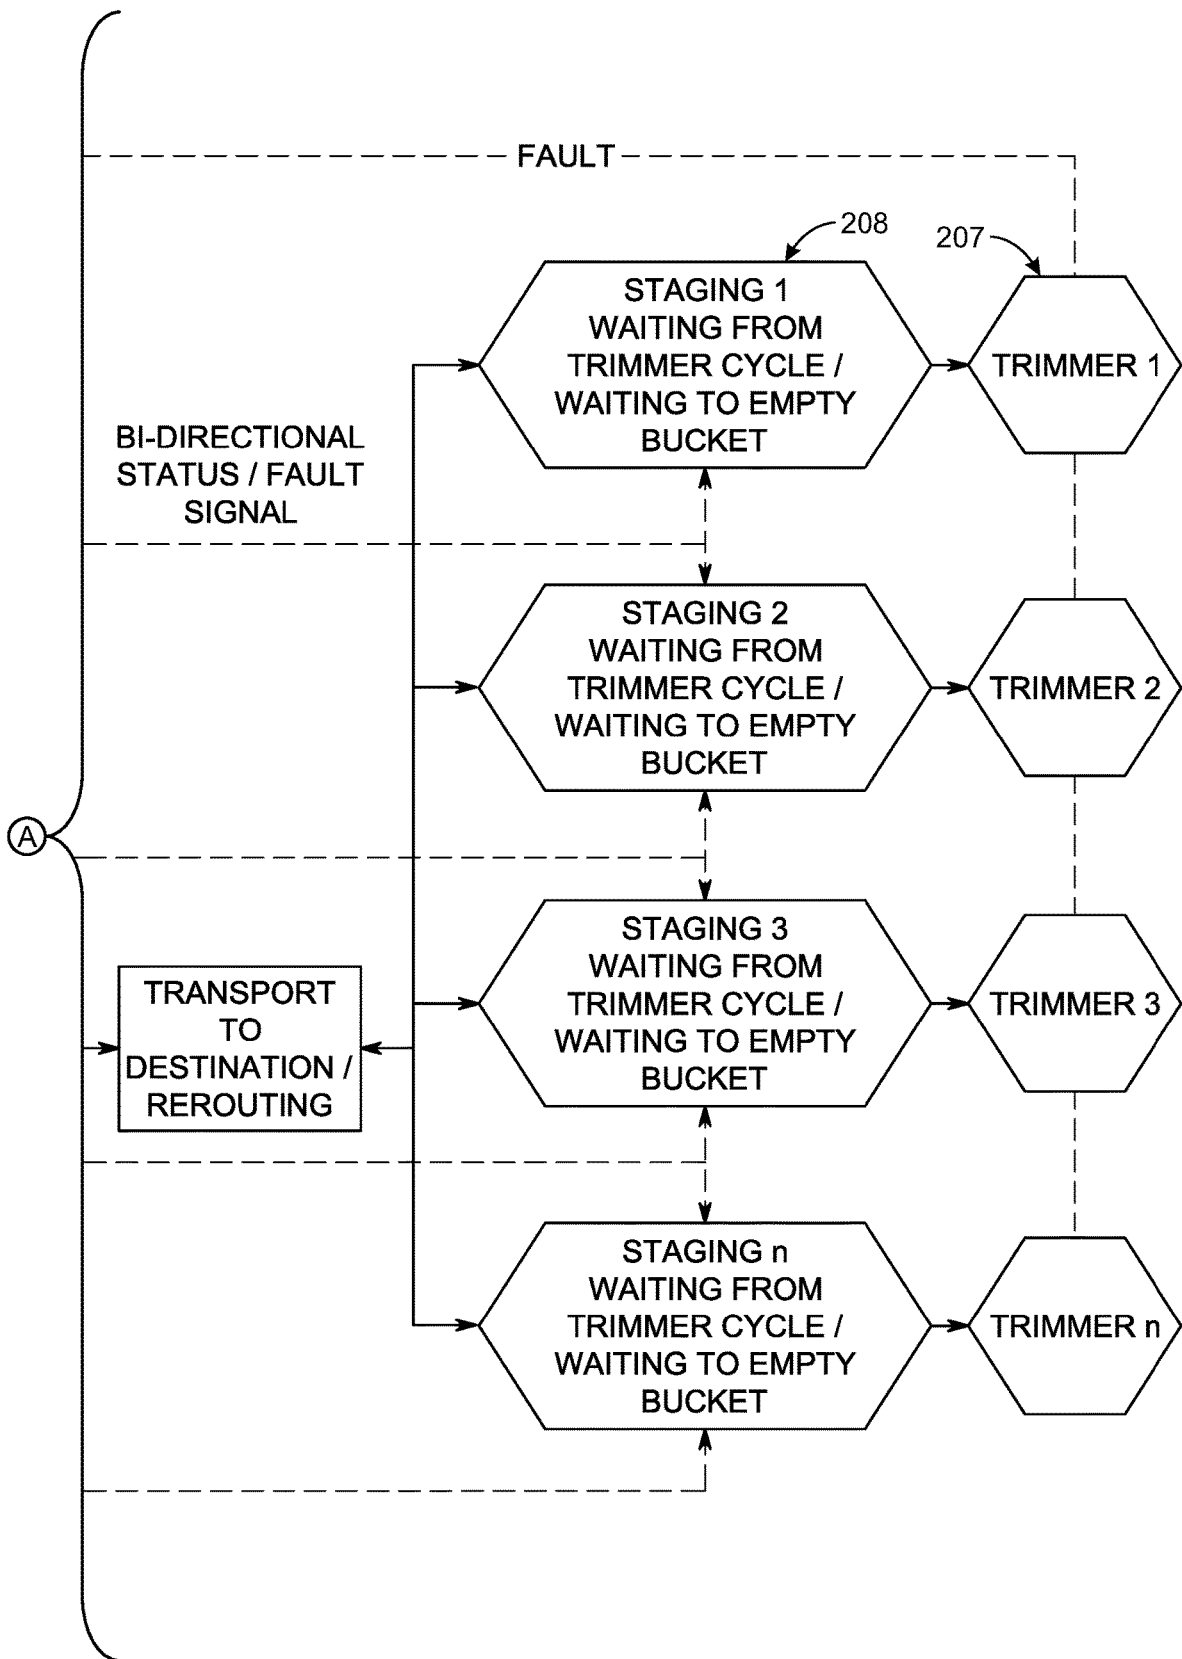 FAULT
208
207
STAGING 1
WAITING FROM
TRIMMER CYCLE /
WAITING TO EMPTY
BUCKET
TRIMMER 1
BI-DIRECTIONAL
STATUS / FAULT
SIGNAL
STAGING 2
WAITING FROM
TRIMMER CYCLE /
WAITING TO EMPTY
BUCKET
TRIMMER 2
A
STAGING 3
WAITING FROM
TRIMMER CYCLE /
WAITING TO EMPTY
BUCKET
TRIMMER 3
TRANSPORT
TO
DESTINATION /
REROUTING
STAGING n
WAITING FROM
TRIMMER CYCLE /
WAITING TO EMPTY
BUCKET
TRIMMER n